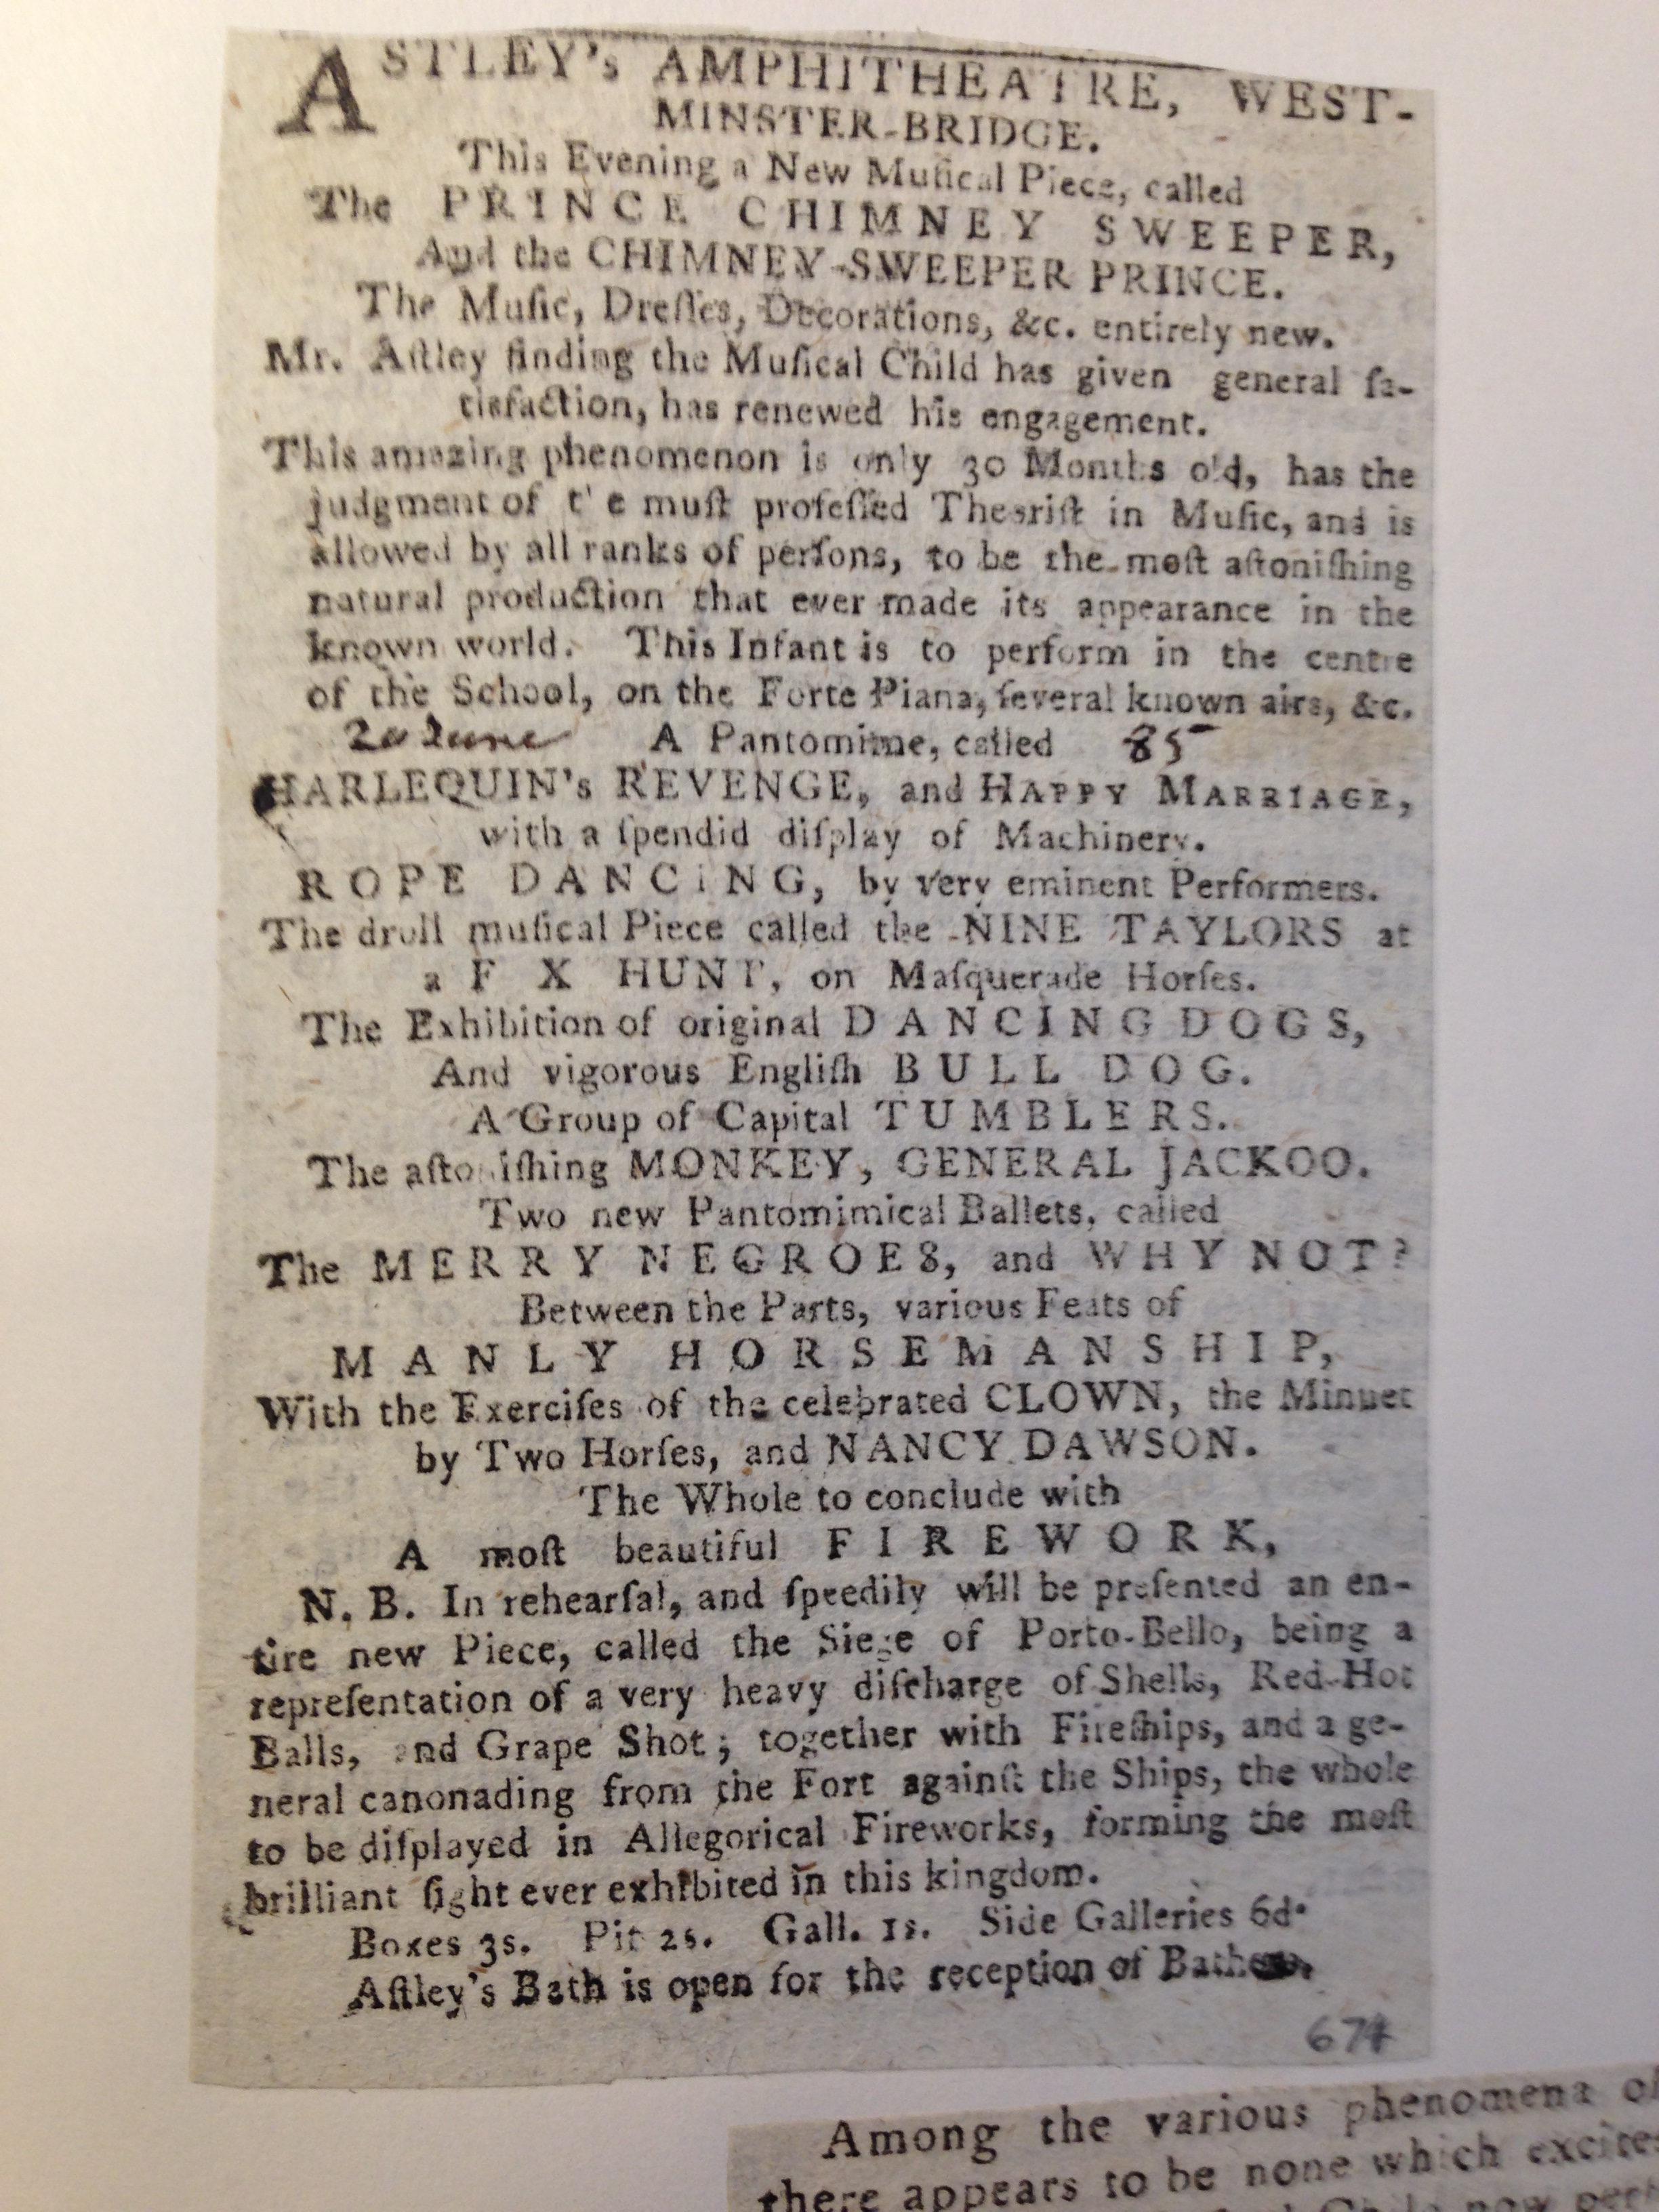 ASTLEY's AMPHITHEATRE, WEST-
MINSTER-BRIDGE.
This Evening a New Muſical Piece, called
The PRINCE CHIMNEY SWEEPER,
And the CHIMNEY-SWEEPER PRINCE.
The Muſic, Dreſſes, Decorations, &c. entirely new.
Mr. Aſtley finding the Muſical Child has given general ſa-
tisfaction, has renewed his engagement.
This amazing phenomenon is only 30 Months old, has the
judgment of t'e muſt profeſſed Theoriſt in Muſic, and is
allowed by all ranks of perſons, to be the moſt aſtoniſhing
natural production that ever made its appearance in the
known world. This Infant is to perform in the centre
of the School, on the Forte Piana, ſeveral known airs, &c.
20 June A Pantomime, called 85
HARLEQUIN's REVENGE, and HAPPY MARRIAGE,
with a ſpendid diſplay of Machinery.
ROPE DANCING, by very eminent Performers.
The droll muſical Piece called the NINE TAYLORS at
a F X HUNT, on Maſquerade Horſes.
The Exhibition of original DANCING DOGS,
And vigorous Engliſh BULL DOG.
A Group of Capital TUMBLERS.
The aſtoniſhing MONKEY, GENERAL JACKOO.
Two new Pantomimical Ballets, called
The MERRY NEGROES, and WHY NOT?
Between the Parts, various Feats of
MANLY HORSEMANSHIP,
With the Exerciſes of the celebrated CLOWN, the Minuet
by Two Horſes, and NANCY DAWSON.
The Whole to conclude with
A moſt beautiful FIREWORK,
N. B. In rehearſal, and ſpeedily will be preſented an en-
tire new Piece, called the Siege of Porto-Bello, being a
repreſentation of a very heavy diſcharge of Shells, Red-Hot
Balls, and Grape Shot; together with Fireſhips, and a ge-
neral canonading from the Fort againſt the Ships, the whole
to be diſplayed in Allegorical Fireworks, forming the moſt
brilliant ſight ever exhibited in this kingdom.
Boxes 3s. Pit 2s. Gall. 1s. Side Galleries 6d.
Aſtley's Bath is open for the reception of
674
Among the various phenomena
there appears to be none which